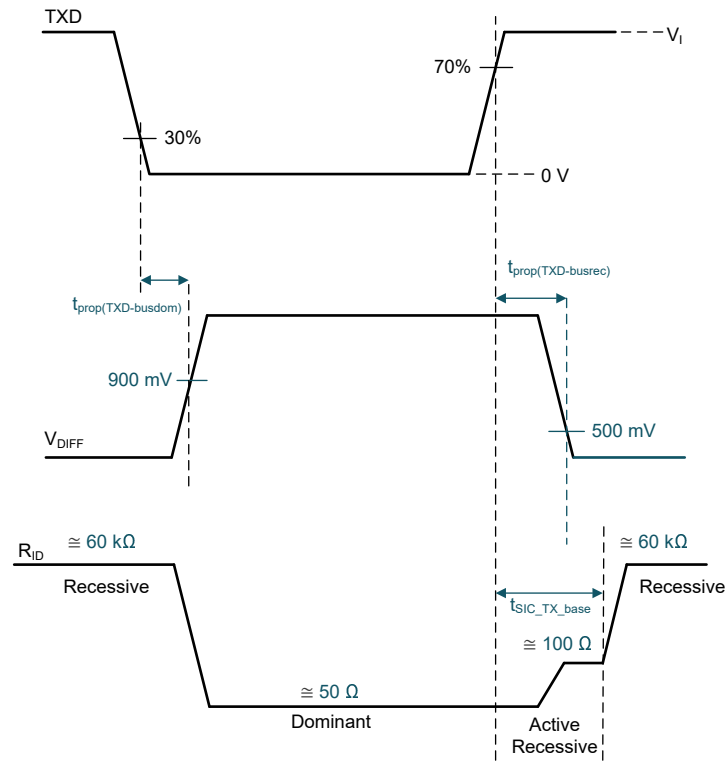 TXD
V_I
70%
30%
0 V
t_prop(TXD-busrec)
t_prop(TXD-busdom)
900 mV
500 mV
V_DIFF
R_ID
≅ 60 kΩ
≅ 60 kΩ
Recessive
Recessive
t_SIC_TX_base
≅ 100 Ω
≅ 50 Ω
Dominant
Active
Recessive